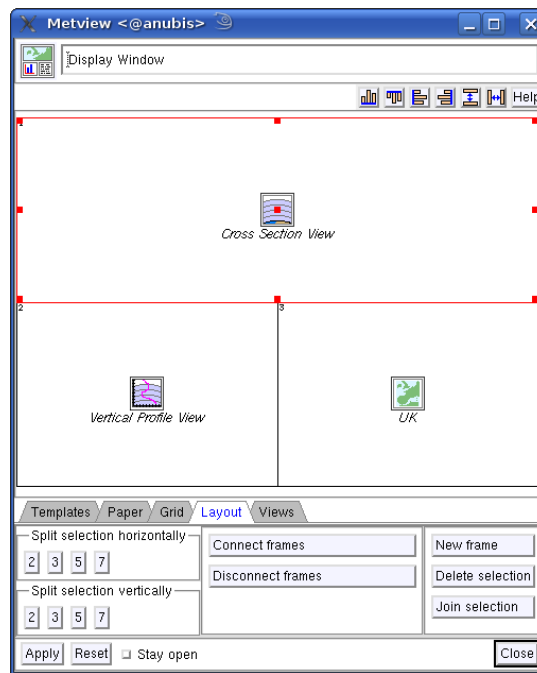 Metview <@anubis>
Display Window
Help
1
Cross Section View
2
3
Vertical Profile View
UK
Templates Paper Grid Layout Views
Split selection horizontally
2 3 5 7
Split selection vertically
2 3 5 7
Connect frames
Disconnect frames
New frame
Delete selection
Join selection
Apply Reset Stay open Close